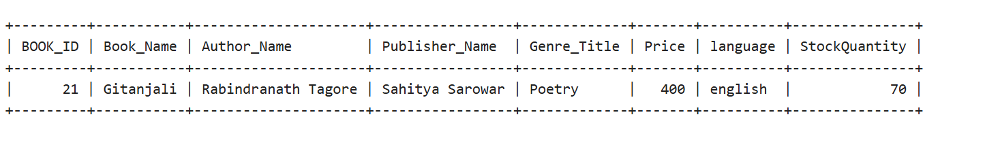 +---------+-----------+---------------------+-----------------+-------------+-------+----------+---------------+
| BOOK_ID | Book_Name | Author_Name         | Publisher_Name  | Genre_Title | Price | language | StockQuantity |
+---------+-----------+---------------------+-----------------+-------------+-------+----------+---------------+
|      21 | Gitanjali | Rabindranath Tagore | Sahitya Sarowar | Poetry      |   400 | english  |            70 |
+---------+-----------+---------------------+-----------------+-------------+-------+----------+---------------+